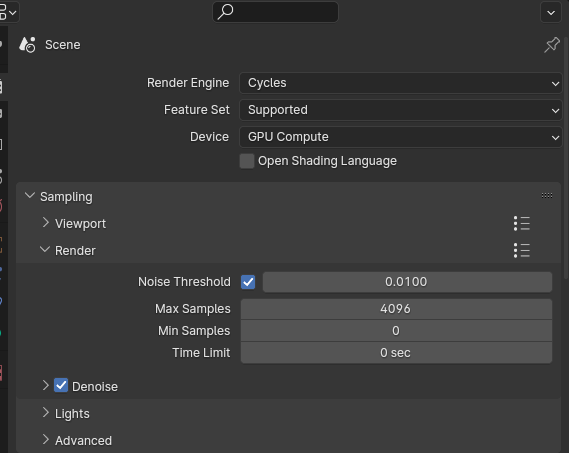 Scene
Render Engine Cycles
Feature Set Supported
Device GPU Compute
Open Shading Language
Sampling
Viewport
Render
Noise Threshold 0.0100
Max Samples 4096
Min Samples 0
Time Limit 0 sec
Denoise
Lights
Advanced